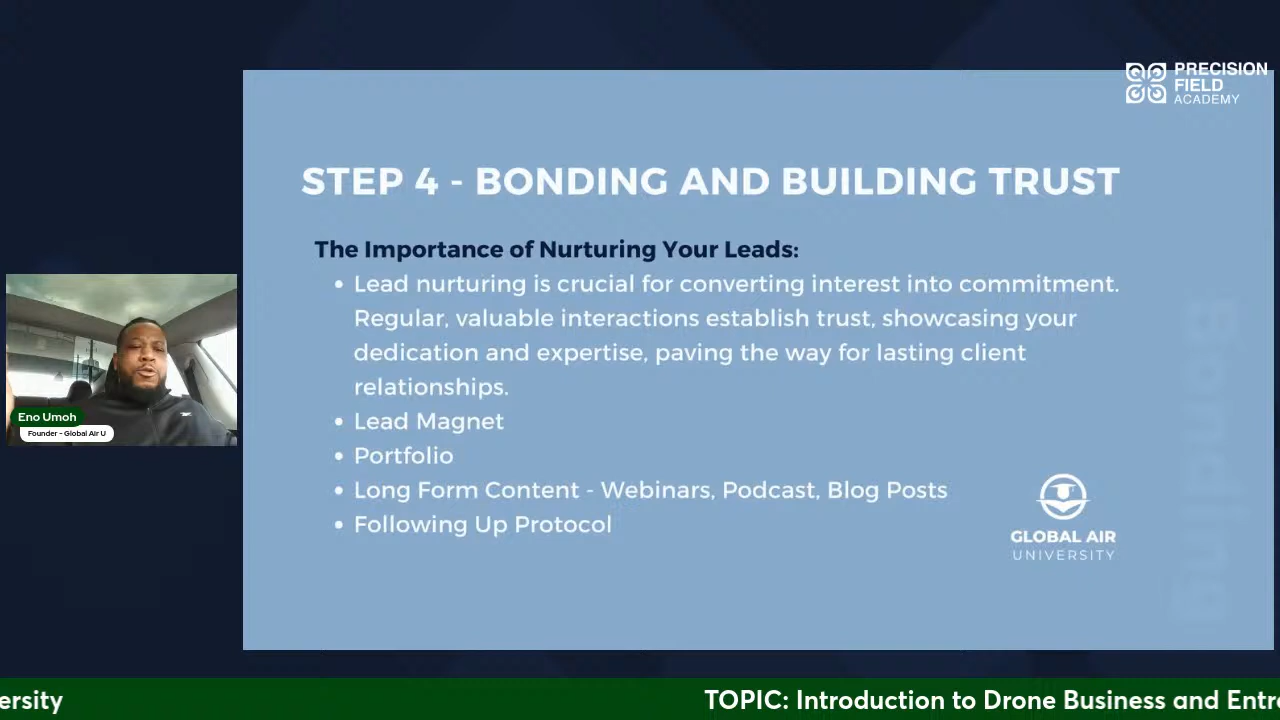 PRECISION
FIELD
ACADEMY
STEP 4 - BONDING AND BUILDING TRUST
The Importance of Nurturing Your Leads:
• Lead nurturing is crucial for converting interest into commitment.
Regular, valuable interactions establish trust, showcasing your
dedication and expertise, paving the way for lasting client
relationships.
• Lead Magnet
• Portfolio
• Long Form Content - Webinars, Podcast, Blog Posts
• Following Up Protocol
GLOBAL AIR
UNIVERSITY
Bonding
Eno Umoh
Founder - Global Air U
ersity
TOPIC: Introduction to Drone Business and Entre